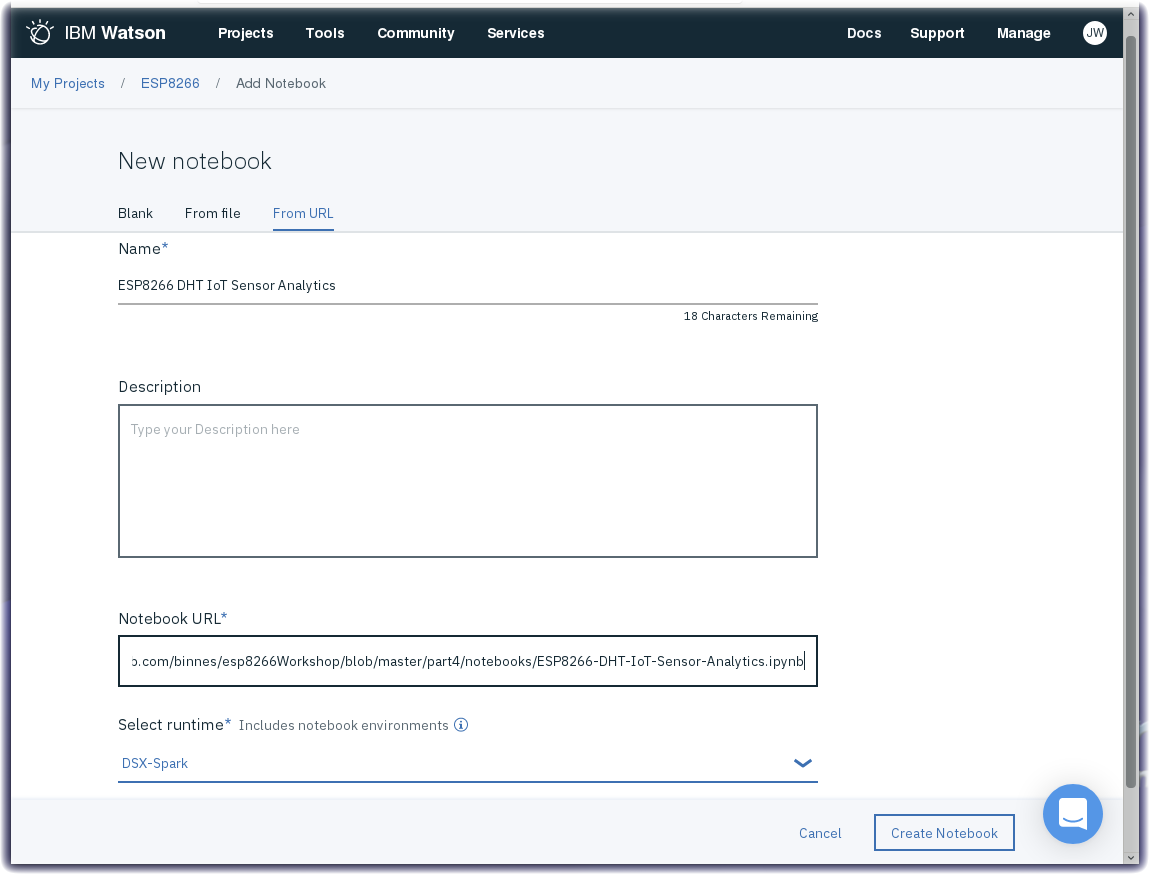 IBM Watson Projects Tools Community Services Docs Support Manage JW
My Projects / ESP8266 / Add Notebook
New notebook
Blank From file From URL
Name*
ESP8266 DHT IoT Sensor Analytics
18 Characters Remaining
Description
Type your Description here
Notebook URL*
.com/binnes/esp8266Workshop/blob/master/part4/notebooks/ESP8266-DHT-IoT-Sensor-Analytics.ipynb
Select runtime* Includes notebook environments
DSX-Spark
Cancel Create Notebook